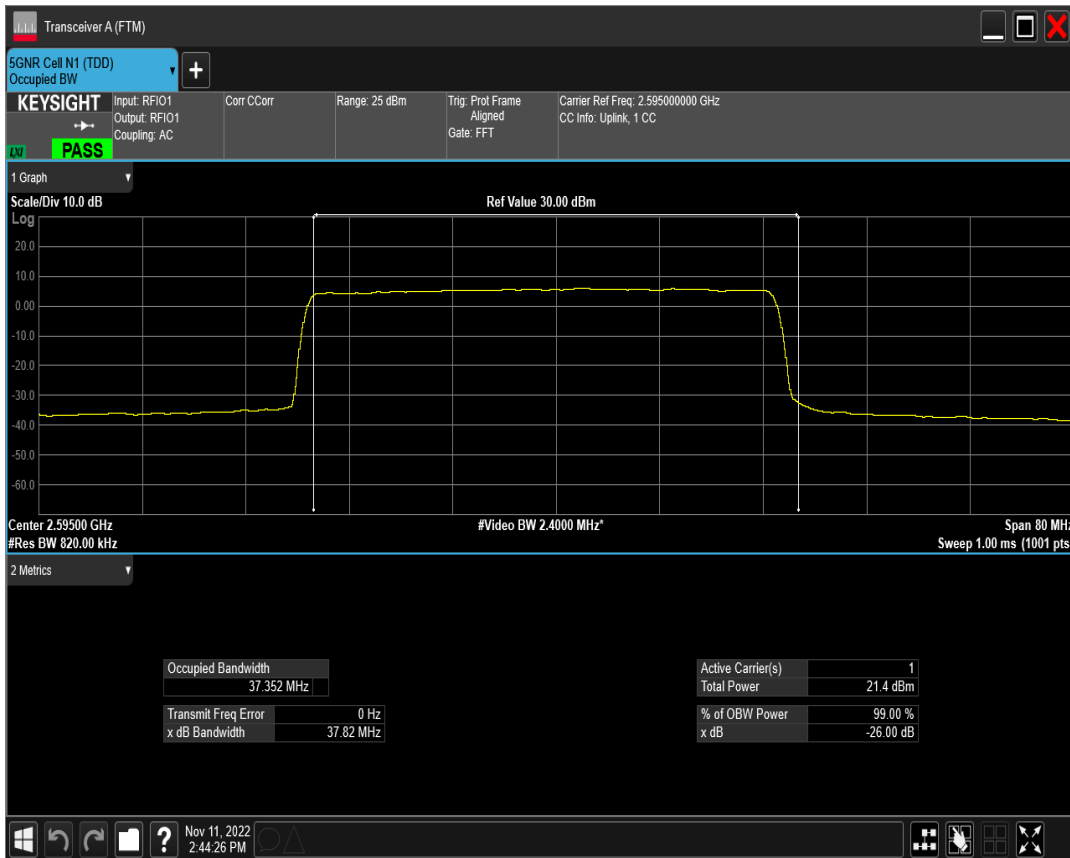 Transceiver A (FTM)
5GNR Cell N1 (TDD)
Occupied BW
+
KEYSIGHT
LXI
PASS
Input: RFIO1
Output: RFIO1
Coupling: AC
Corr CCorr
Range: 25 dBm
Trig: Prot Frame
Aligned
Gate: FFT
Carrier Ref Freq: 2.595000000 GHz
CC Info: Uplink, 1 CC
1 Graph
Scale/Div 10.0 dB
Ref Value 30.00 dBm
Log
20.0
10.0
0.00
-10.0
-20.0
-30.0
-40.0
-50.0
-60.0
Center 2.59500 GHz
#Video BW 2.4000 MHz*
Span 80 MHz
#Res BW 820.00 kHz
Sweep 1.00 ms (1001 pts
2 Metrics
Occupied Bandwidth
37.352 MHz
Transmit Freq Error 0 Hz
x dB Bandwidth 37.82 MHz
Active Carrier(s) 1
Total Power 21.4 dBm
% of OBW Power 99.00 %
x dB -26.00 dB
?
Nov 11, 2022
2:44:26 PM